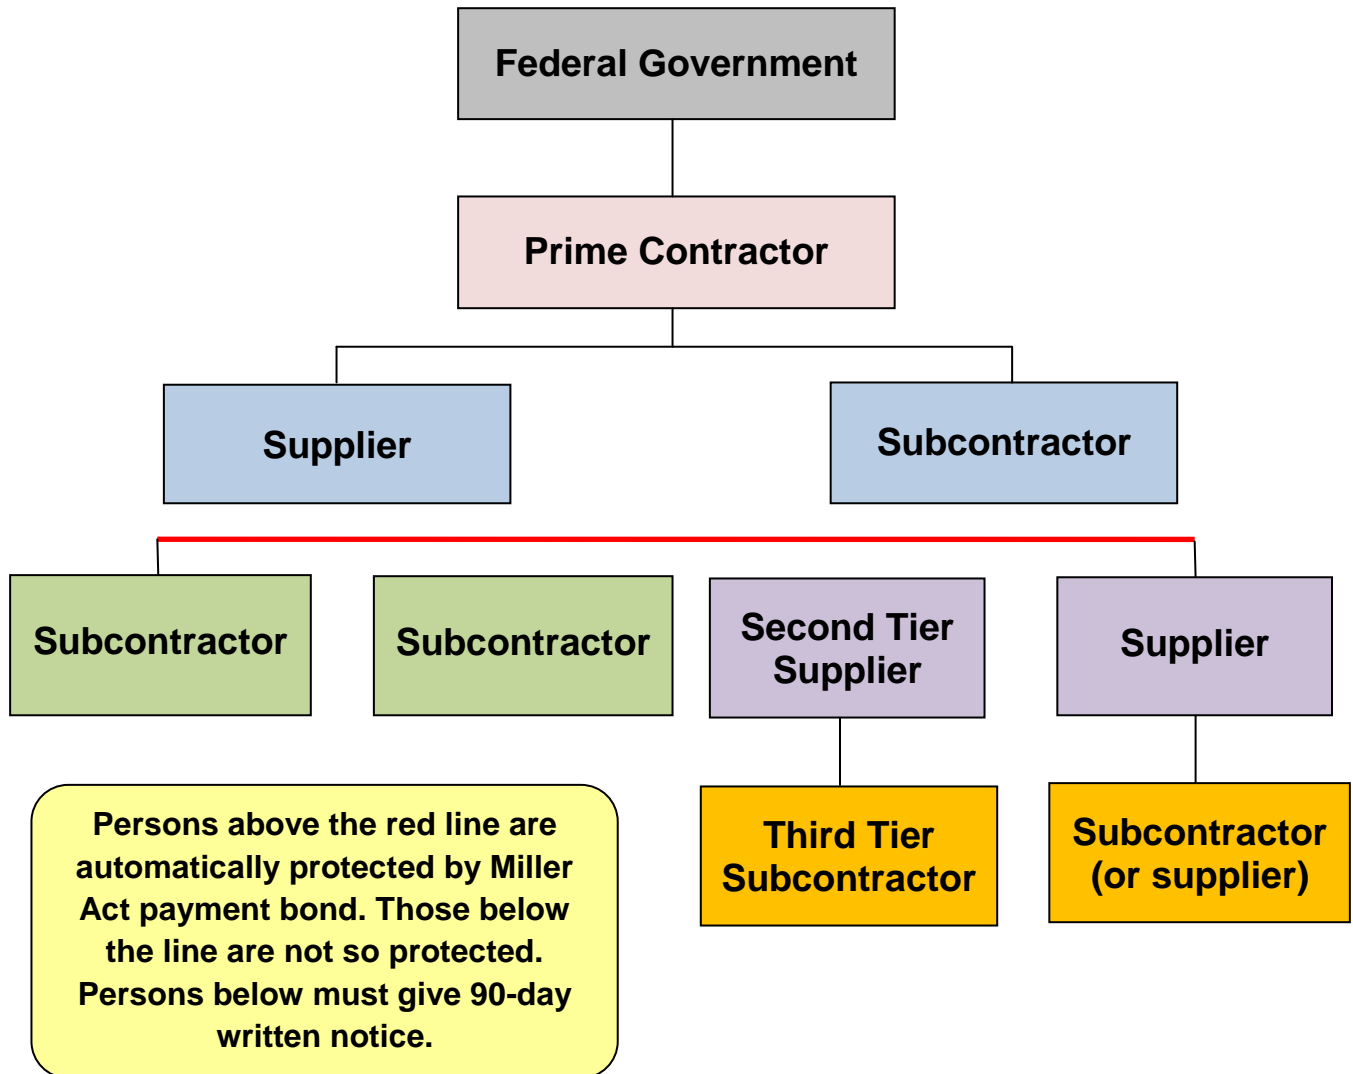 Federal Government
Prime Contractor
Supplier
Subcontractor
Subcontractor
Subcontractor
Second Tier
Supplier
Supplier
Third Tier
Subcontractor
Subcontractor
(or supplier)
Persons above the red line are
automatically protected by Miller
Act payment bond. Those below
the line are not so protected.
Persons below must give 90-day
written notice.